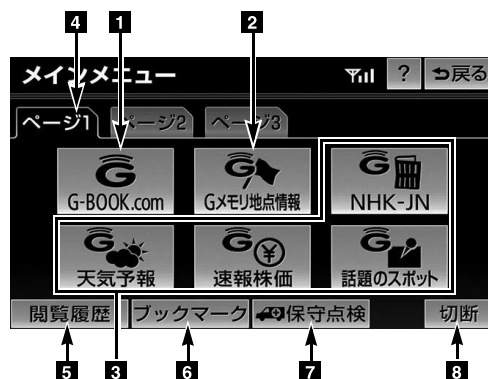 4 1 2
メインメニュー ? 戻る
ページ1 ページ2 ページ3
G-BOOK.com Gメモリ地点情報 NHK-JN
天気予報 速報株価 話題のスポット
閲覧履歴 ブックマーク 保守点検 切断
5 3 6 7 8